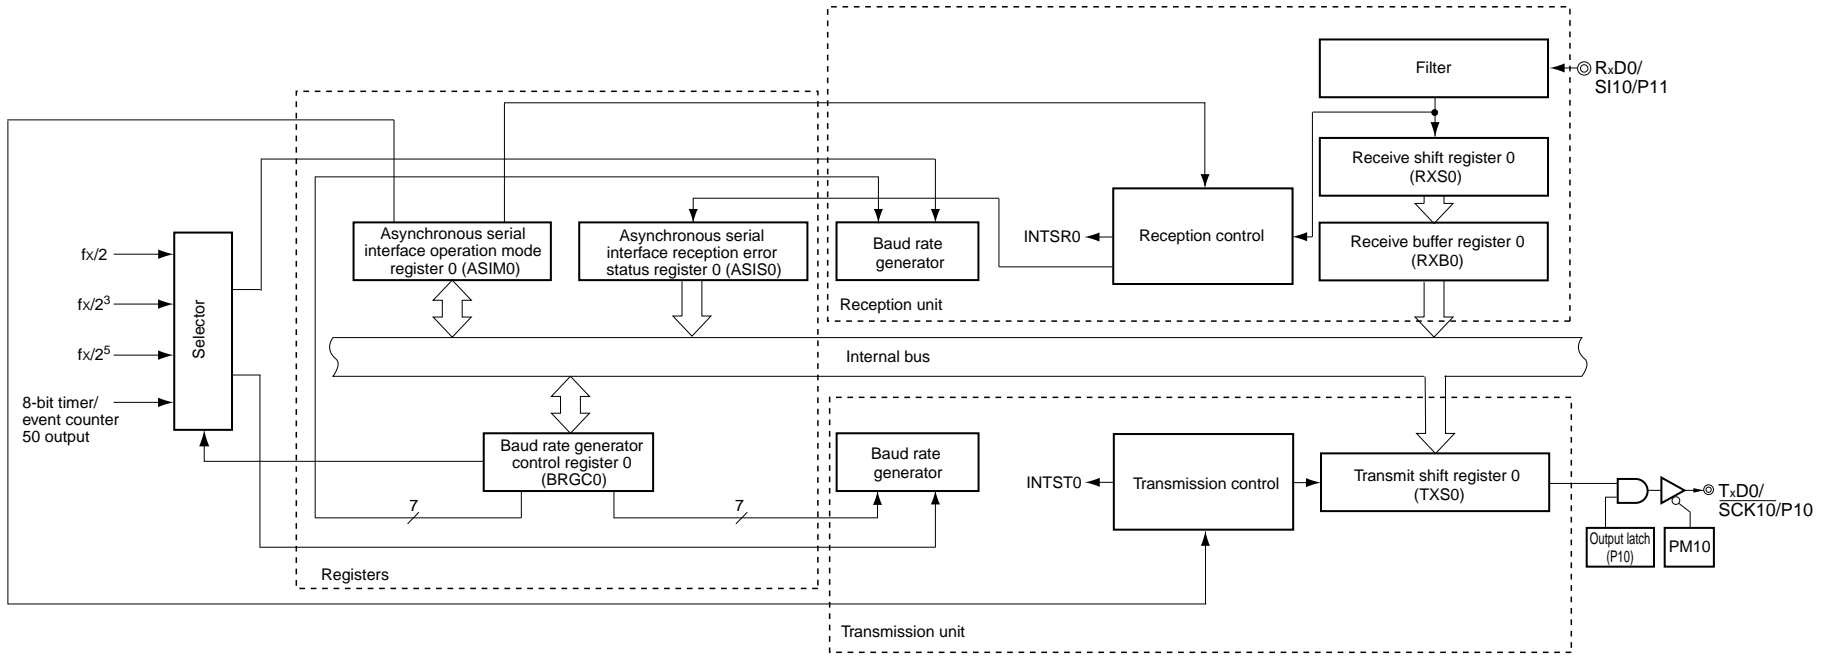 Filter
RxD0/
SI10/P11
Receive shift register 0
(RXS0)
Asynchronous serial
interface operation mode
register 0 (ASIM0)
Asynchronous serial
interface reception error
status register 0 (ASIS0)
Baud rate
generator
INTSR0
Reception control
Receive buffer register 0
(RXB0)
Reception unit
fX/2
fX/2³
fX/2⁵
8-bit timer/
event counter
50 output
Selector
Internal bus
Baud rate generator
control register 0
(BRGC0)
7
7
Baud rate
generator
INTST0
Transmission control
Transmit shift register 0
(TXS0)
TxD0/
SCK10/P10
Output latch
(P10)
PM10
Registers
Transmission unit